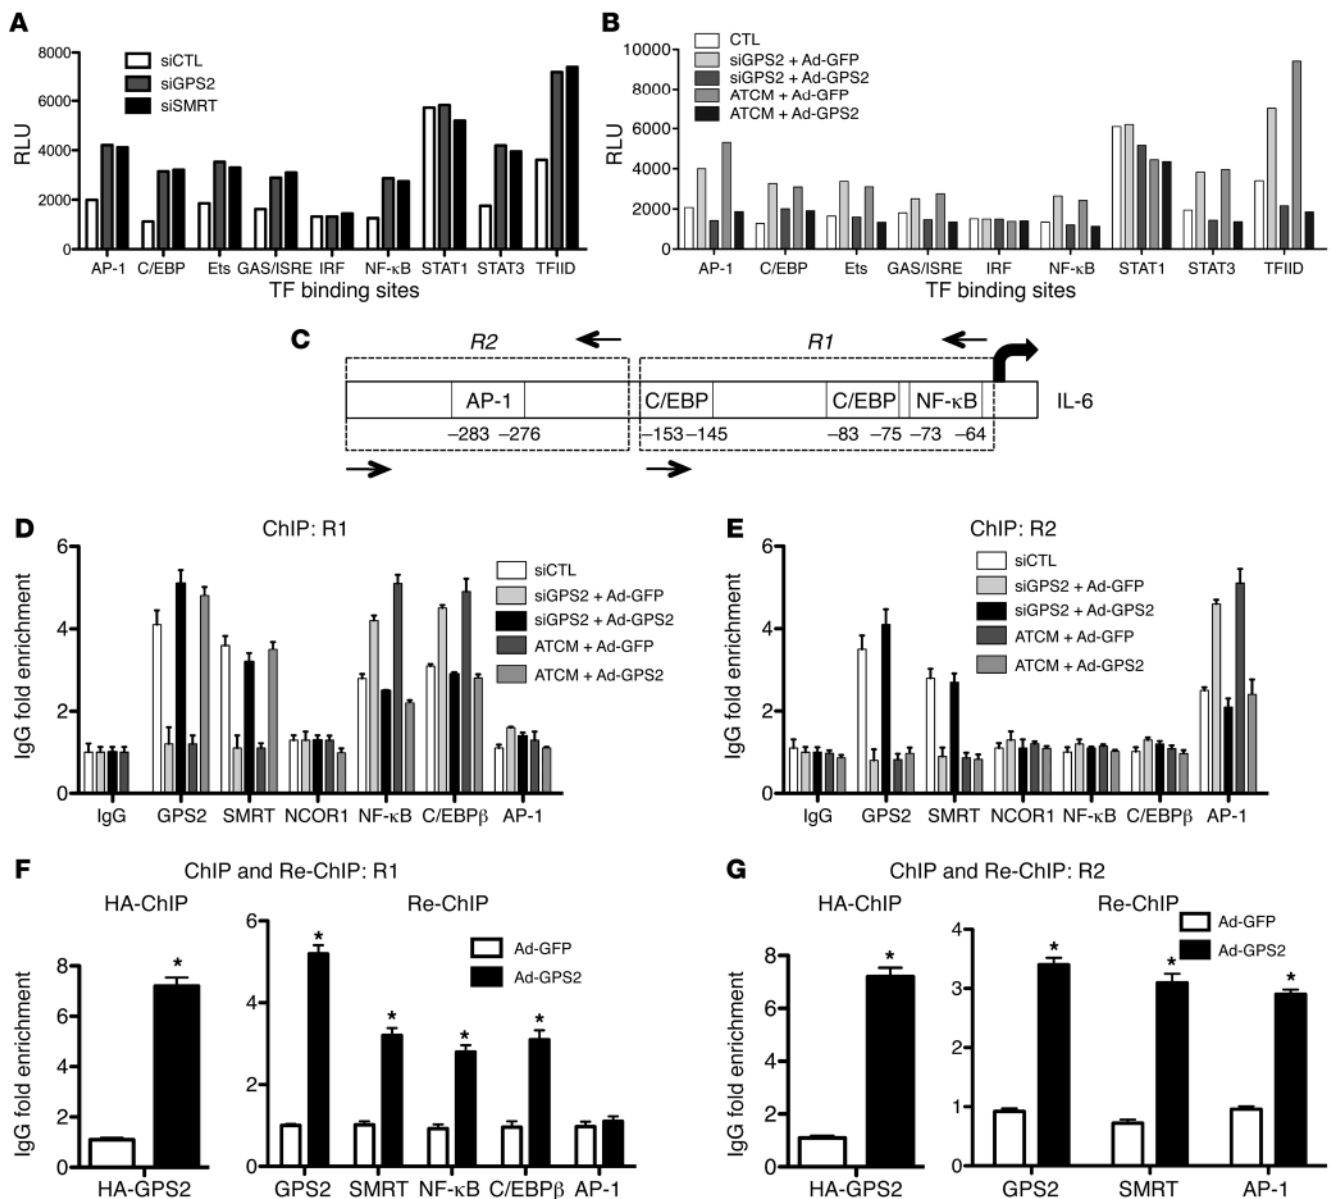 A
8000
6000
4000
2000
0
RLU
siCTL
siGPS2
siSMRT
AP-1 C/EBP Ets GAS/ISRE IRF NF-κB STAT1 STAT3 TFIID
TF binding sites
B
10000
8000
6000
4000
2000
0
RLU
CTL
siGPS2 + Ad-GFP
siGPS2 + Ad-GPS2
ATCM + Ad-GFP
ATCM + Ad-GPS2
AP-1 C/EBP Ets GAS/ISRE IRF NF-κB STAT1 STAT3 TFIID
TF binding sites
C
R2 R1
AP-1 C/EBP C/EBP NF-κB IL-6
–283 –276 –153 –145 –83 –75 –73 –64
D
ChIP: R1
6
4
2
0
IgG fold enrichment
siCTL
siGPS2 + Ad-GFP
siGPS2 + Ad-GPS2
ATCM + Ad-GFP
ATCM + Ad-GPS2
IgG GPS2 SMRT NCOR1 NF-κB C/EBPβ AP-1
E
ChIP: R2
6
4
2
0
IgG fold enrichment
siCTL
siGPS2 + Ad-GFP
siGPS2 + Ad-GPS2
ATCM + Ad-GFP
ATCM + Ad-GPS2
IgG GPS2 SMRT NCOR1 NF-κB C/EBPβ AP-1
F
ChIP and Re-ChIP: R1
HA-ChIP
8
6
4
2
0
IgG fold enrichment
*
HA-GPS2
Re-ChIP
6
4
2
0
Ad-GFP
Ad-GPS2
* * * *
GPS2 SMRT NF-κB C/EBPβ AP-1
G
ChIP and Re-ChIP: R2
HA-ChIP
8
6
4
2
0
IgG fold enrichment
*
HA-GPS2
Re-ChIP
4
3
2
1
0
Ad-GFP
Ad-GPS2
* * *
GPS2 SMRT AP-1